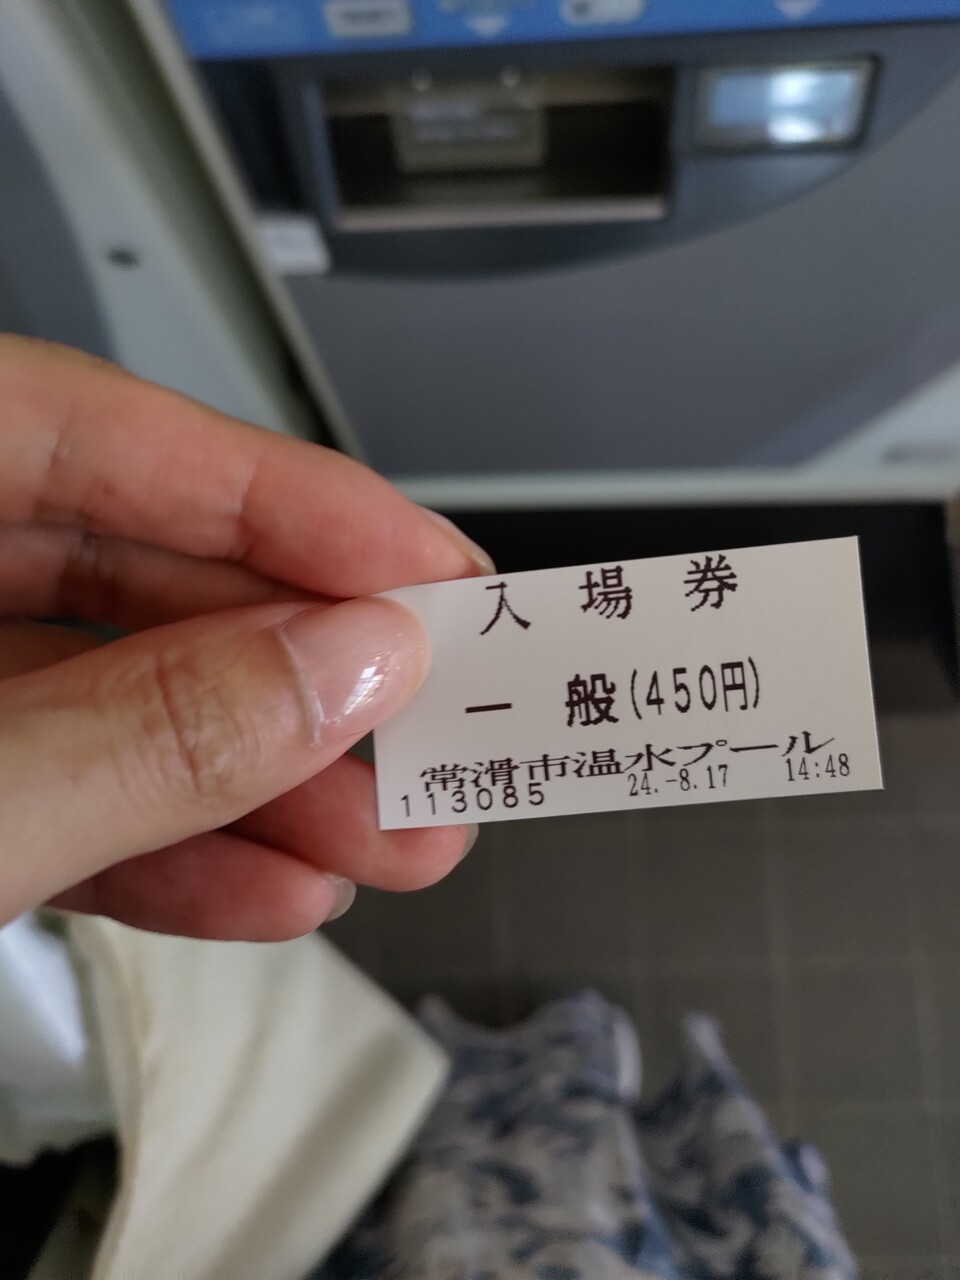 入場券
一般(450円)
常滑市温水プール
113085 24.-8.17 14:48